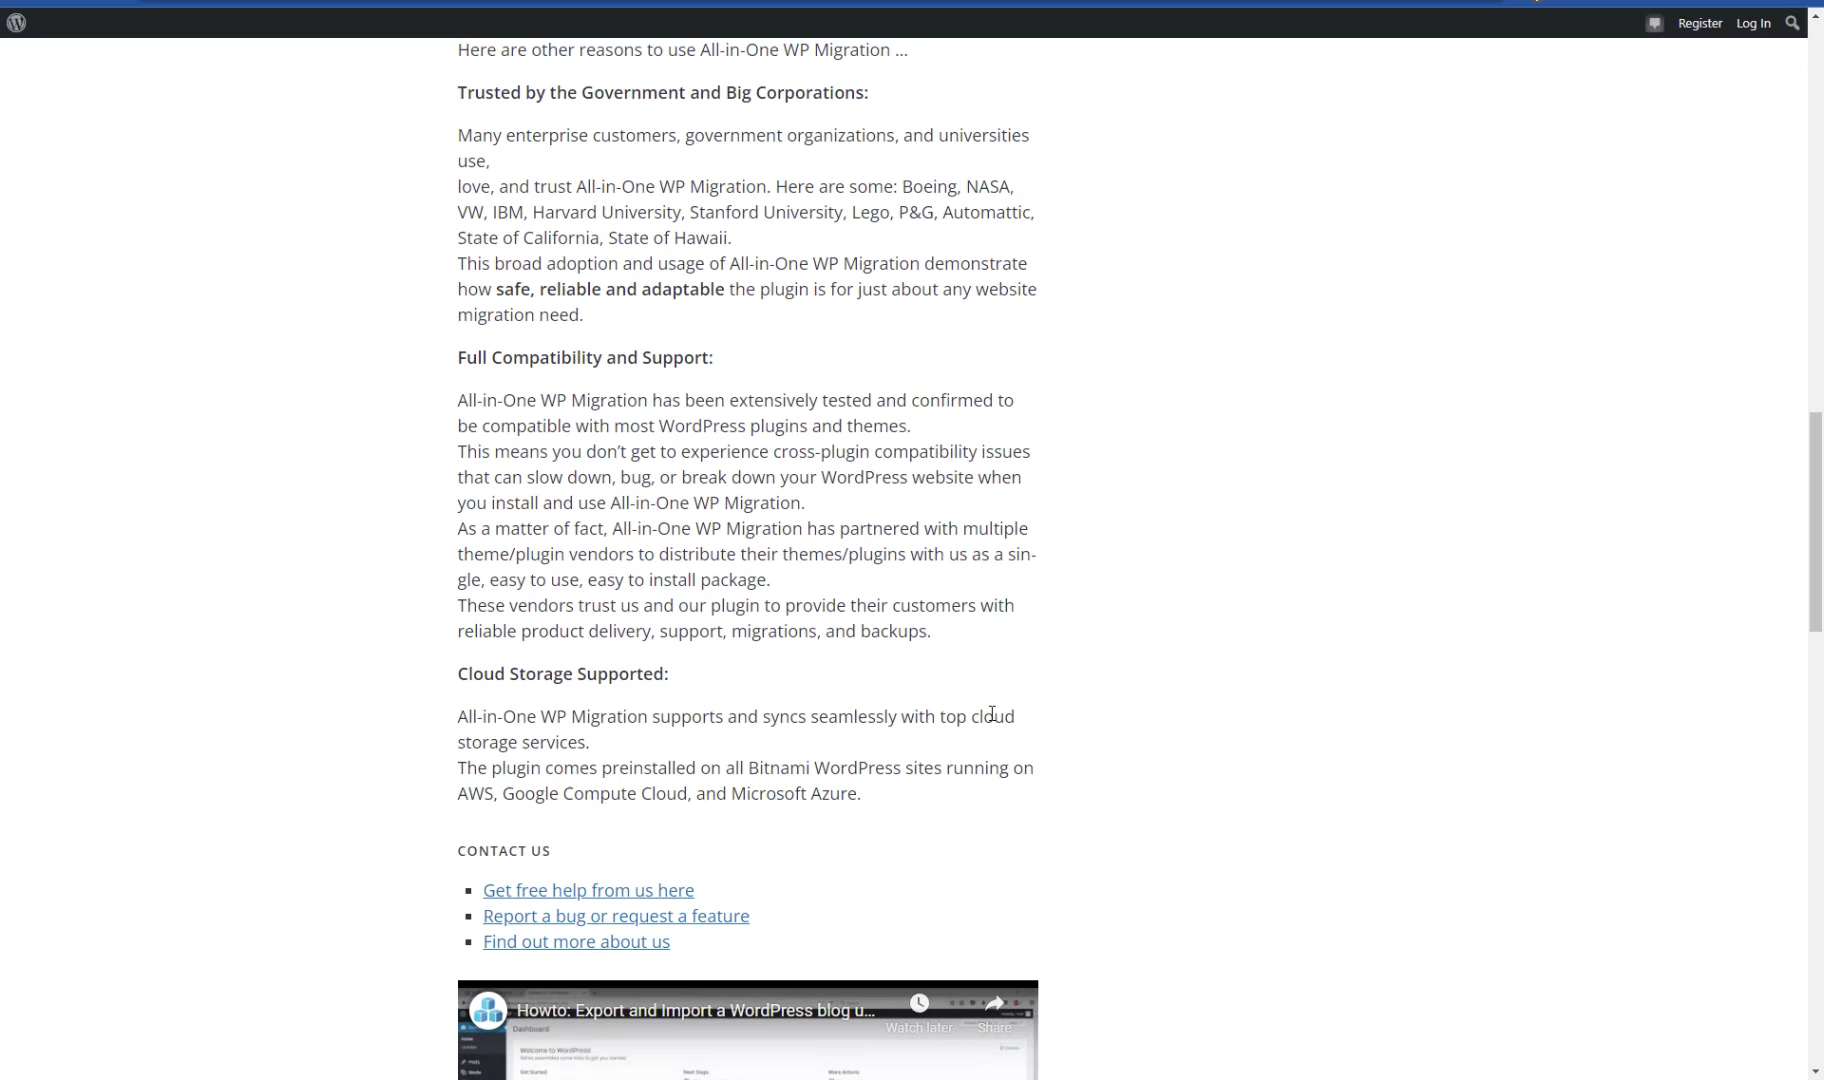 Register Log In
Here are other reasons to use All-in-One WP Migration ...
Trusted by the Government and Big Corporations:
Many enterprise customers, government organizations, and universities
use,
love, and trust All-in-One WP Migration. Here are some: Boeing, NASA,
VW, IBM, Harvard University, Stanford University, Lego, P&G, Automattic,
State of California, State of Hawaii.
This broad adoption and usage of All-in-One WP Migration demonstrate
how safe, reliable and adaptable the plugin is for just about any website
migration need.
Full Compatibility and Support:
All-in-One WP Migration has been extensively tested and confirmed to
be compatible with most WordPress plugins and themes.
This means you don’t get to experience cross-plugin compatibility issues
that can slow down, bug, or break down your WordPress website when
you install and use All-in-One WP Migration.
As a matter of fact, All-in-One WP Migration has partnered with multiple
theme/plugin vendors to distribute their themes/plugins with us as a sin-
gle, easy to use, easy to install package.
These vendors trust us and our plugin to provide their customers with
reliable product delivery, support, migrations, and backups.
Cloud Storage Supported:
All-in-One WP Migration supports and syncs seamlessly with top cloud
storage services.
The plugin comes preinstalled on all Bitnami WordPress sites running on
AWS, Google Compute Cloud, and Microsoft Azure.
CONTACT US
Get free help from us here
Report a bug or request a feature
Find out more about us
Howto: Export and Import a WordPress blog u...
Watch later Share
Dashboard
Welcome to WordPress!
Get Started Next Steps More Actions